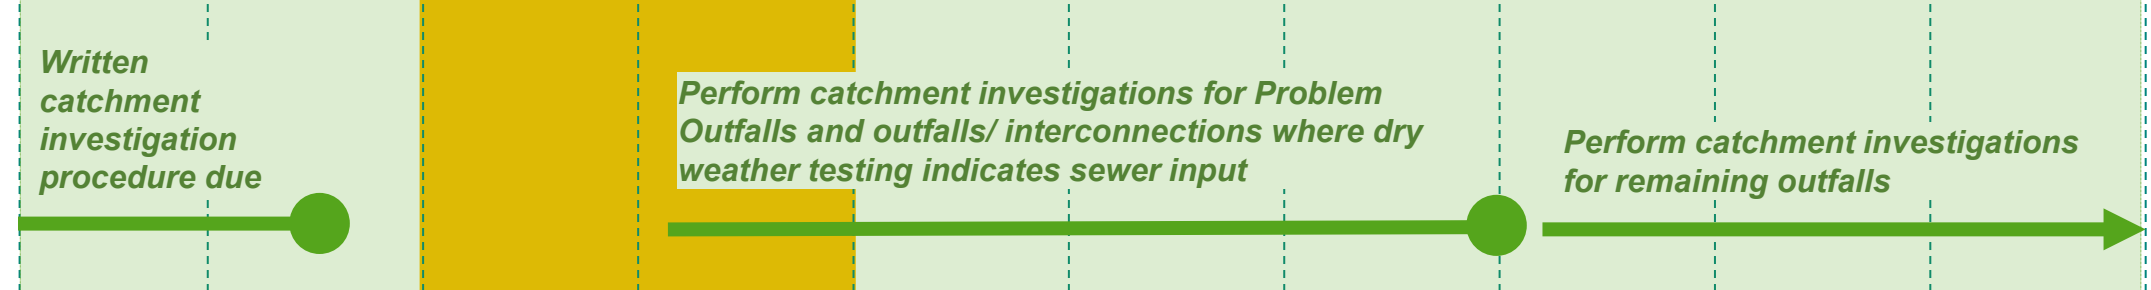 Written
catchment
investigation
procedure due
Perform catchment investigations for Problem
Outfalls and outfalls/ interconnections where dry
weather testing indicates sewer input
Perform catchment investigations
for remaining outfalls